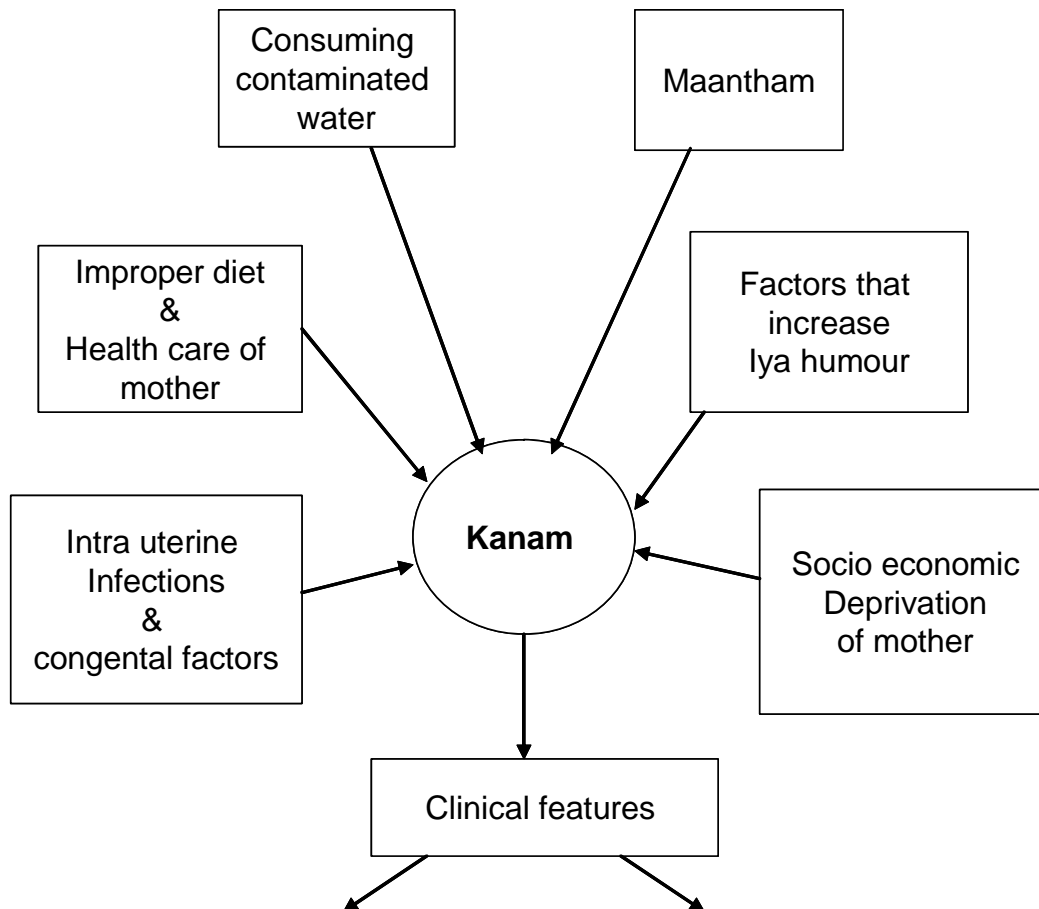 Consuming
contaminated
water
Maantham
Improper diet
&
Health care of
mother
Factors that
increase
Iya humour
Intra uterine
Infections
&
congental factors
Kanam
Socio economic
Deprivation
of mother
Clinical features